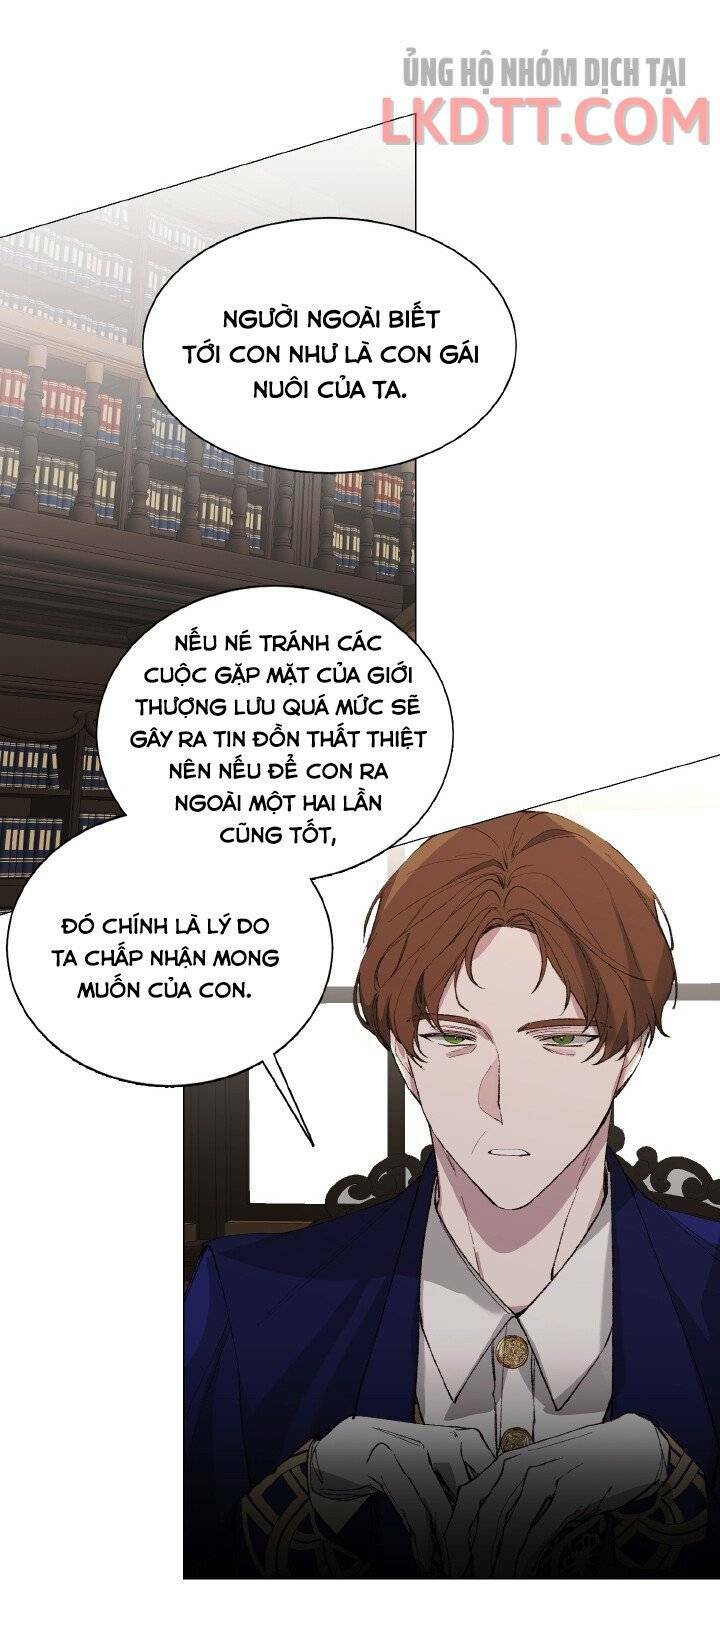 ỦNG HỘ NHÓM DỊCH TẠI
LKDTT.COM
NGƯỜI NGOÀI BIẾT
TỚI CON NHƯ LÀ CON GÁI
NUÔI CỦA TA.
NẾU NÉ TRÁNH CÁC
CUỘC GẶP MẶT CỦA GIỚI
THƯỢNG LƯU QUÁ MỨC SẼ
GÂY RA TIN ĐỒN THẤT THIỆT
NÊN NẾU ĐỂ CON RA
NGOÀI MỘT HAI LẦN
CŨNG TỐT,
ĐÓ CHÍNH LÀ LÝ DO
TA CHẤP NHẬN MONG
MUỐN CỦA CON.